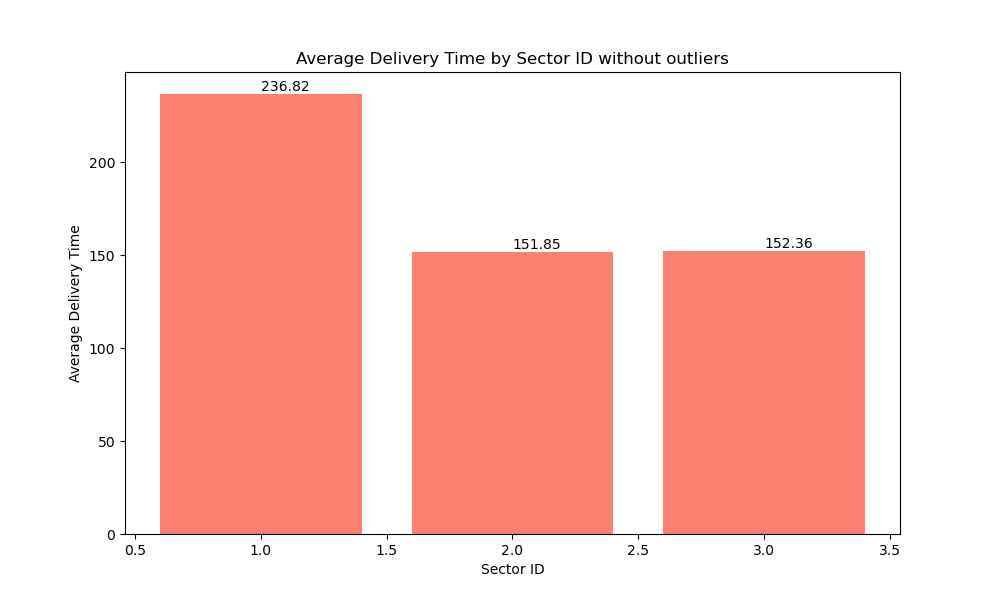 Average Delivery Time by Sector ID without outliers
236.82
151.85
152.36
200
150
100
50
0
Average Delivery Time
0.5 1.0 1.5 2.0 2.5 3.0 3.5
Sector ID